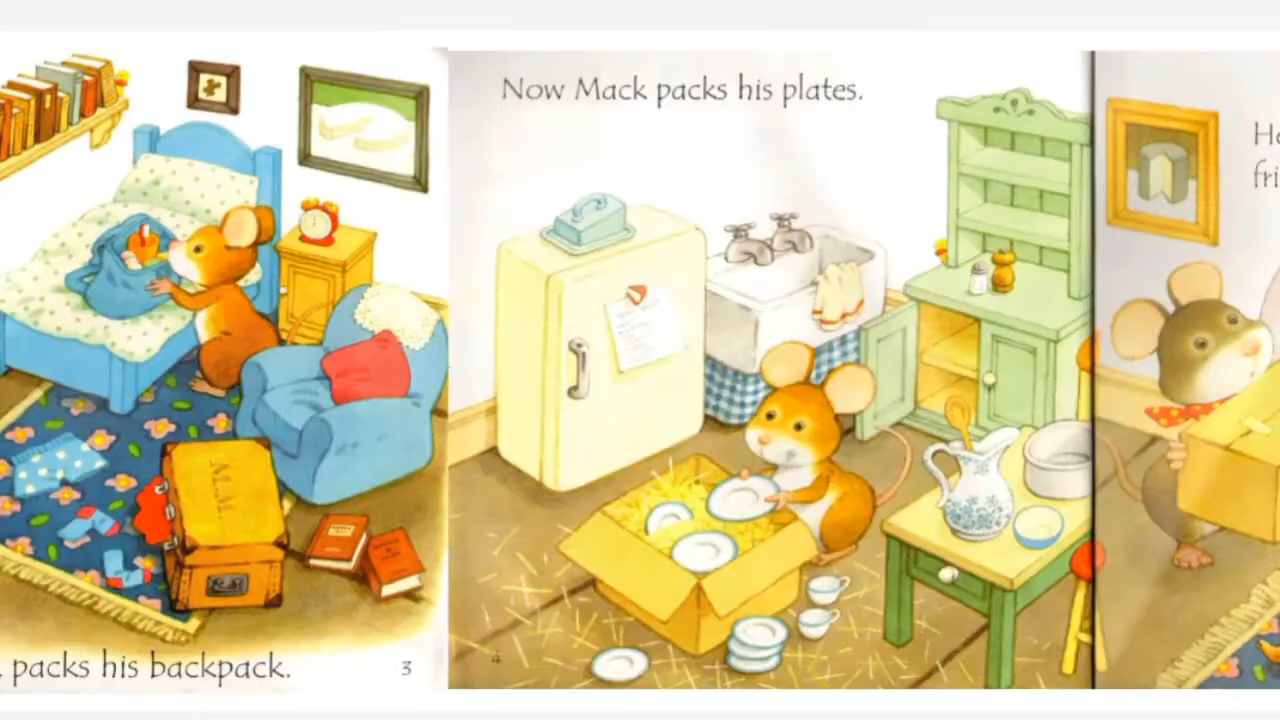 M.M.
. packs his backpack.
3
Now Mack packs his plates.
4